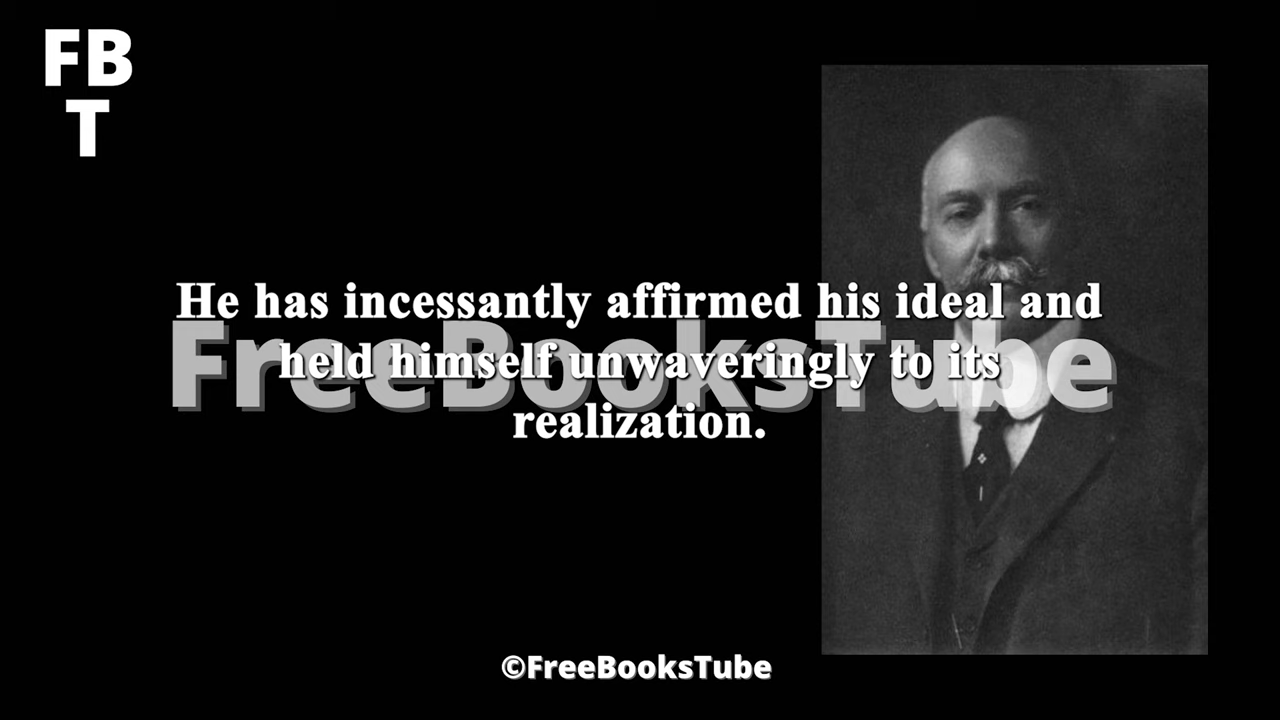 FB
T
He has incessantly affirmed his ideal and
held himself unwaveringly to its
realization.
FreeBooksTube
©FreeBooksTube